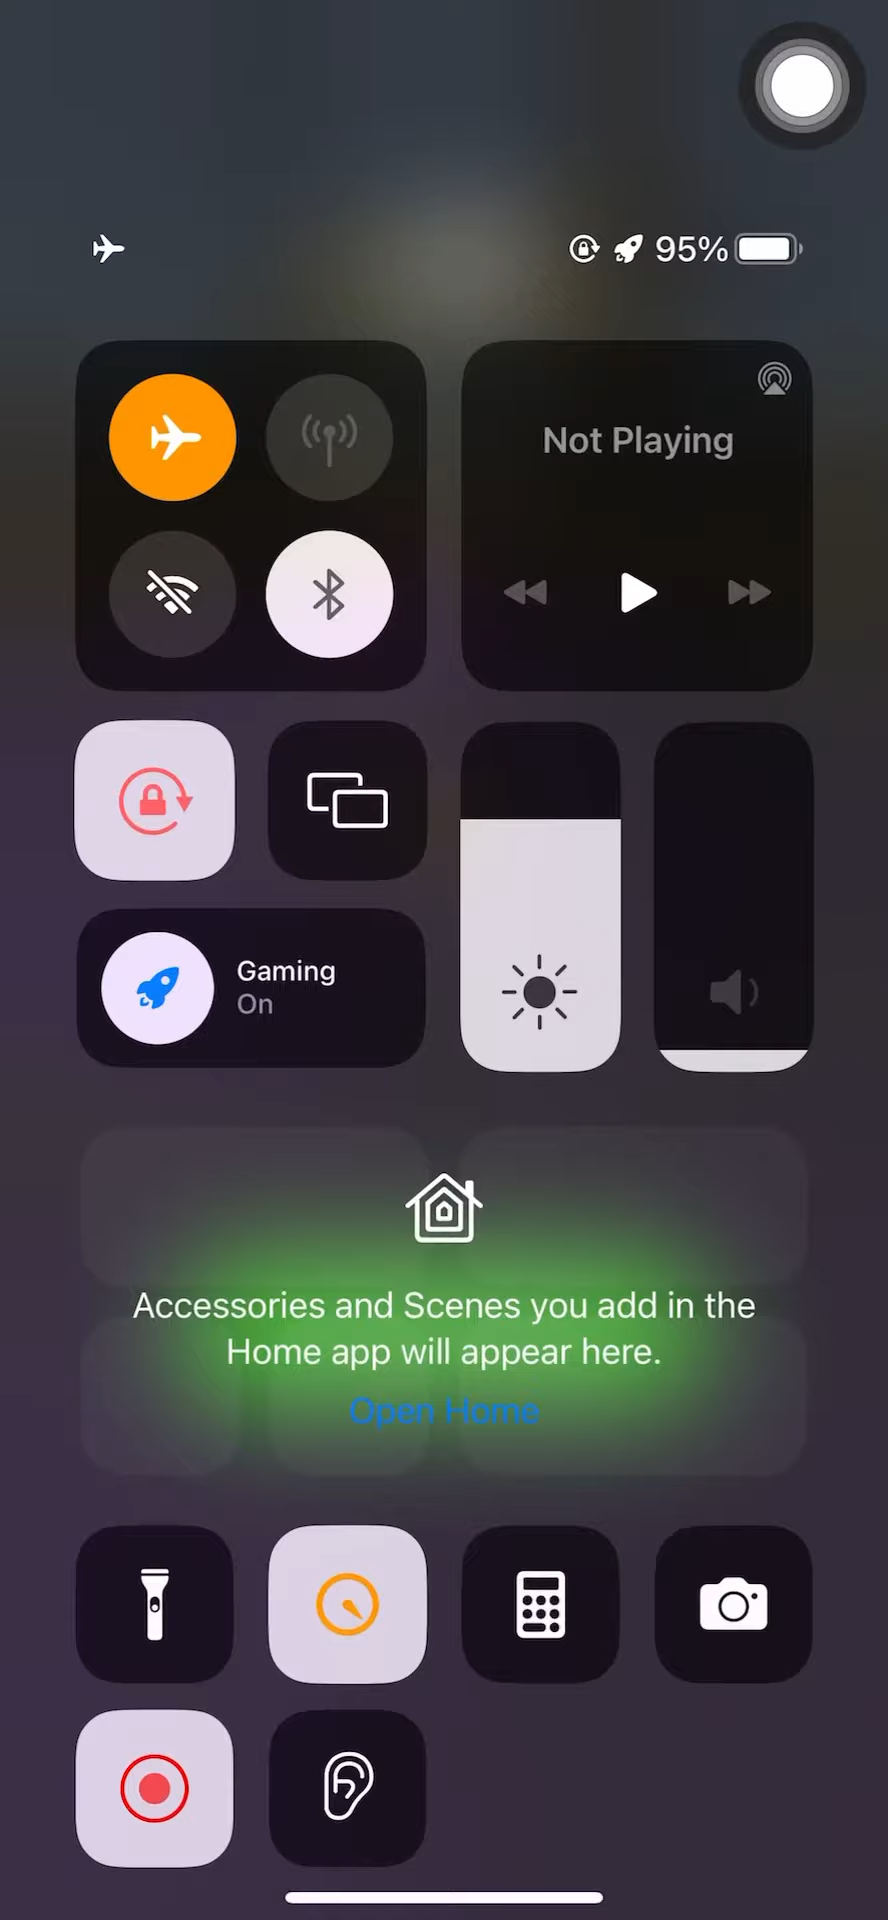 95%
Not Playing
Gaming
On
Accessories and Scenes you add in the
Home app will appear here.
Open Home